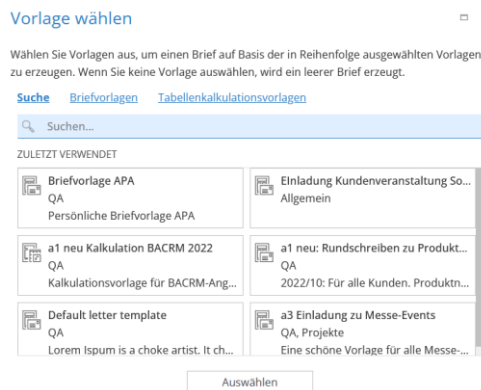 Vorlage wählen
Wählen Sie Vorlagen aus, um einen Brief auf Basis der in Reihenfolge ausgewählten Vorlagen
zu erzeugen. Wenn Sie keine Vorlage auswählen, wird ein leerer Brief erzeugt.
Suche Briefvorlagen Tabellenkalkulationsvorlagen
Suchen...
ZULETZT VERWENDET
Briefvorlage APA
QA
Persönliche Briefvorlage APA
EInladung Kundenveranstaltung So...
Allgemein
a1 neu Kalkulation BACRM 2022
QA
Kalkulationsvorlage für BACRM-Ang...
a1 neu: Rundschreiben zu Produkt...
QA
2022/10: Für alle Kunden. Produktn...
Default letter template
QA
Lorem Ispum is a choke artist. It ch...
a3 Einladung zu Messe-Events
QA, Projekte
Eine schöne Vorlage für alle Messe-...
Auswählen